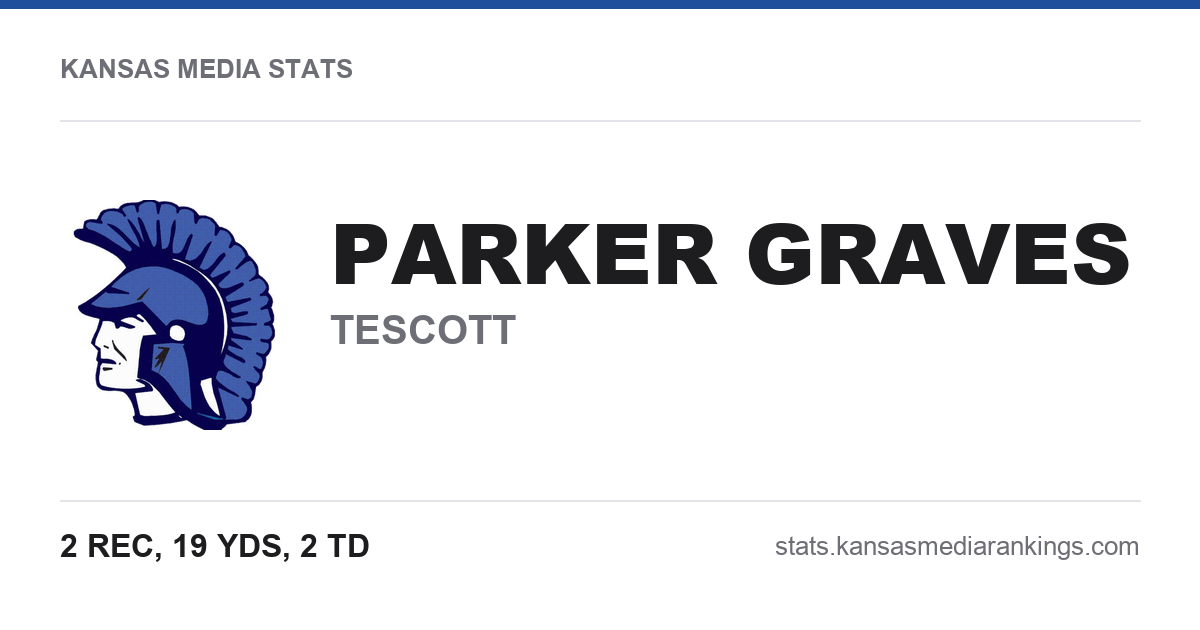 KANSAS MEDIA STATS
PARKER GRAVES
TESCOTT
2 REC, 19 YDS, 2 TD
stats.kansasmediarankings.com